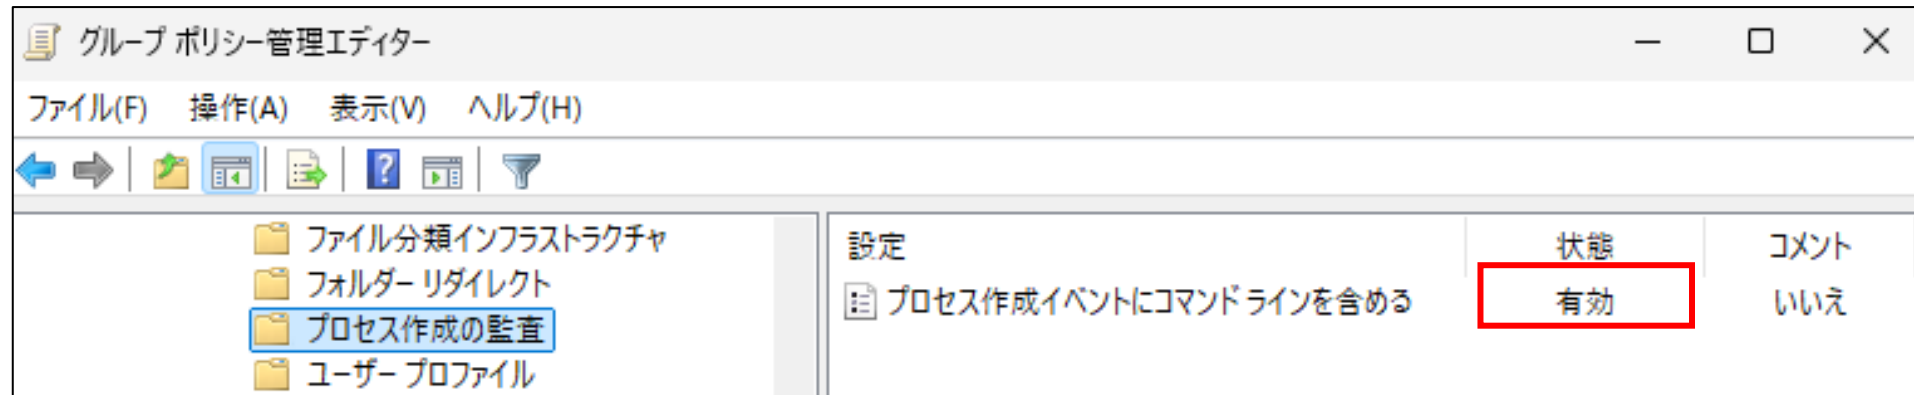 グループ ポリシー管理エディター
ファイル(F) 操作(A) 表示(V) ヘルプ(H)
ファイル分類インフラストラクチャ
フォルダー リダイレクト
プロセス作成の監査
ユーザー プロファイル
設定 状態 コメント
プロセス作成イベントにコマンド ラインを含める 有効 いいえ